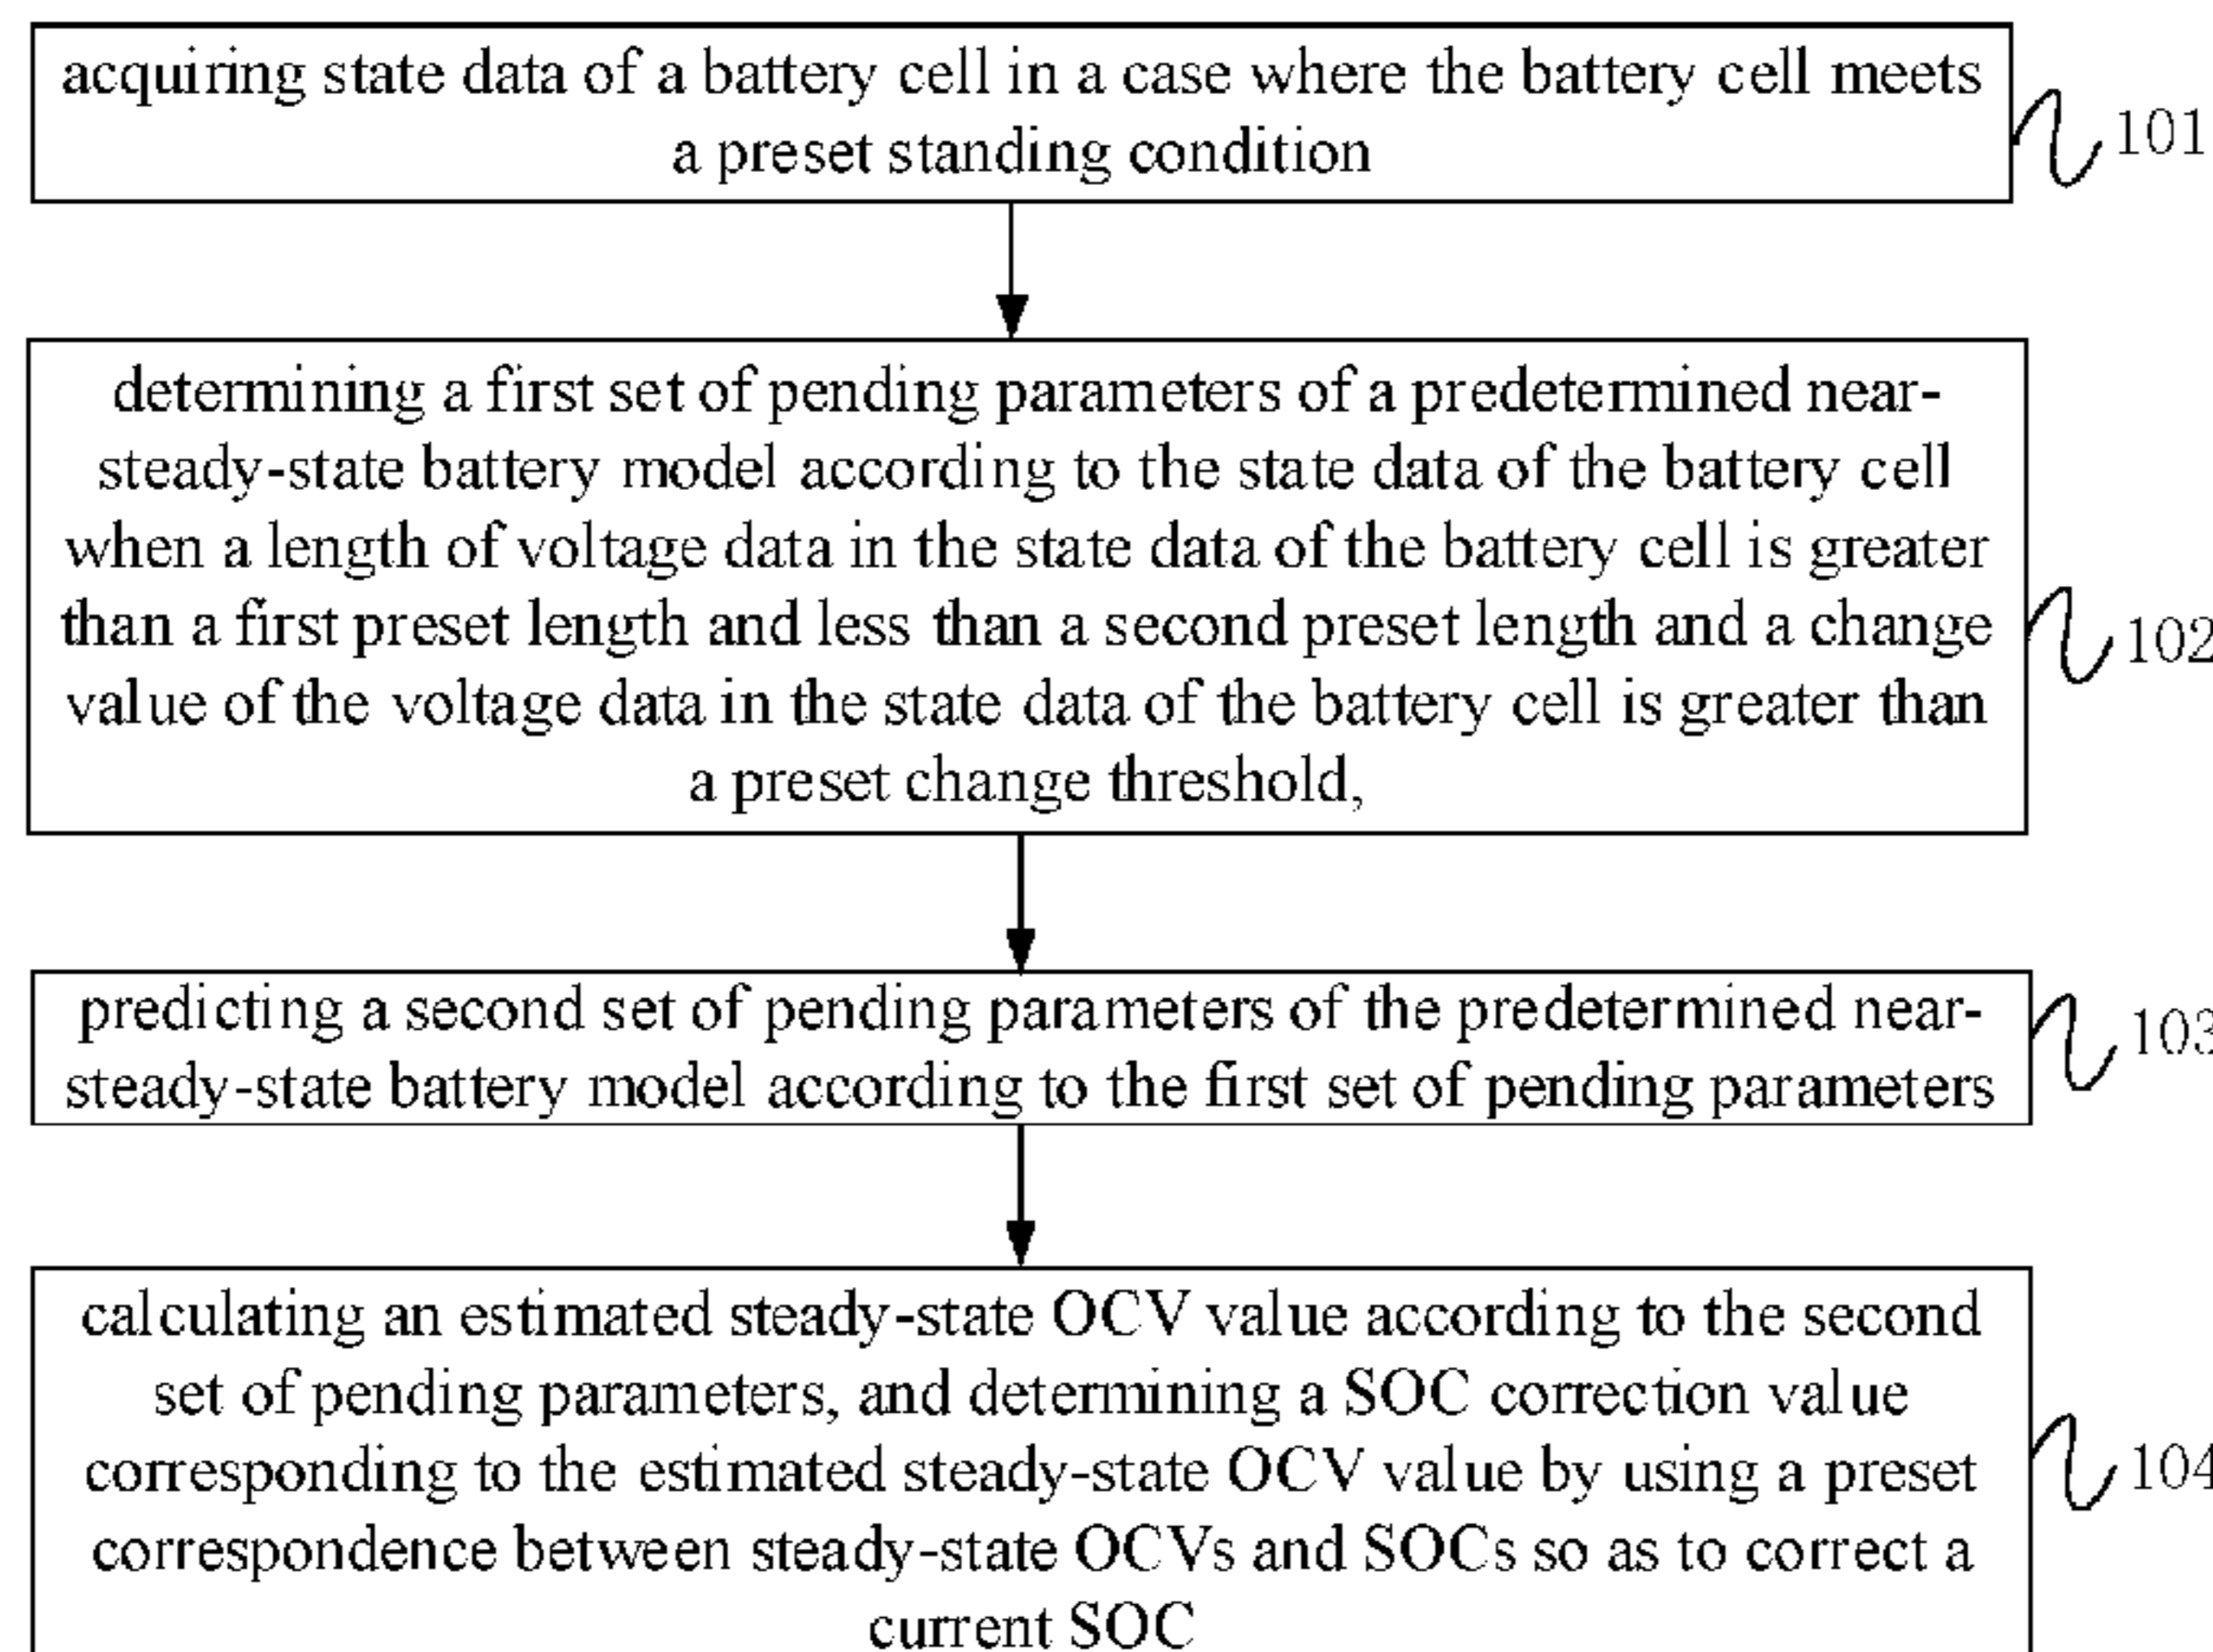 acquiring state data of a battery cell in a case where the battery cell meets
a preset standing condition
101
determining a first set of pending parameters of a predetermined near-
steady-state battery model according to the state data of the battery cell
when a length of voltage data in the state data of the battery cell is greater
than a first preset length and less than a second preset length and a change
value of the voltage data in the state data of the battery cell is greater than
a preset change threshold,
102
predicting a second set of pending parameters of the predetermined near-
steady-state battery model according to the first set of pending parameters
103
calculating an estimated steady-state OCV value according to the second
set of pending parameters, and determining a SOC correction value
corresponding to the estimated steady-state OCV value by using a preset
correspondence between steady-state OCVs and SOCs so as to correct a
current SOC
104